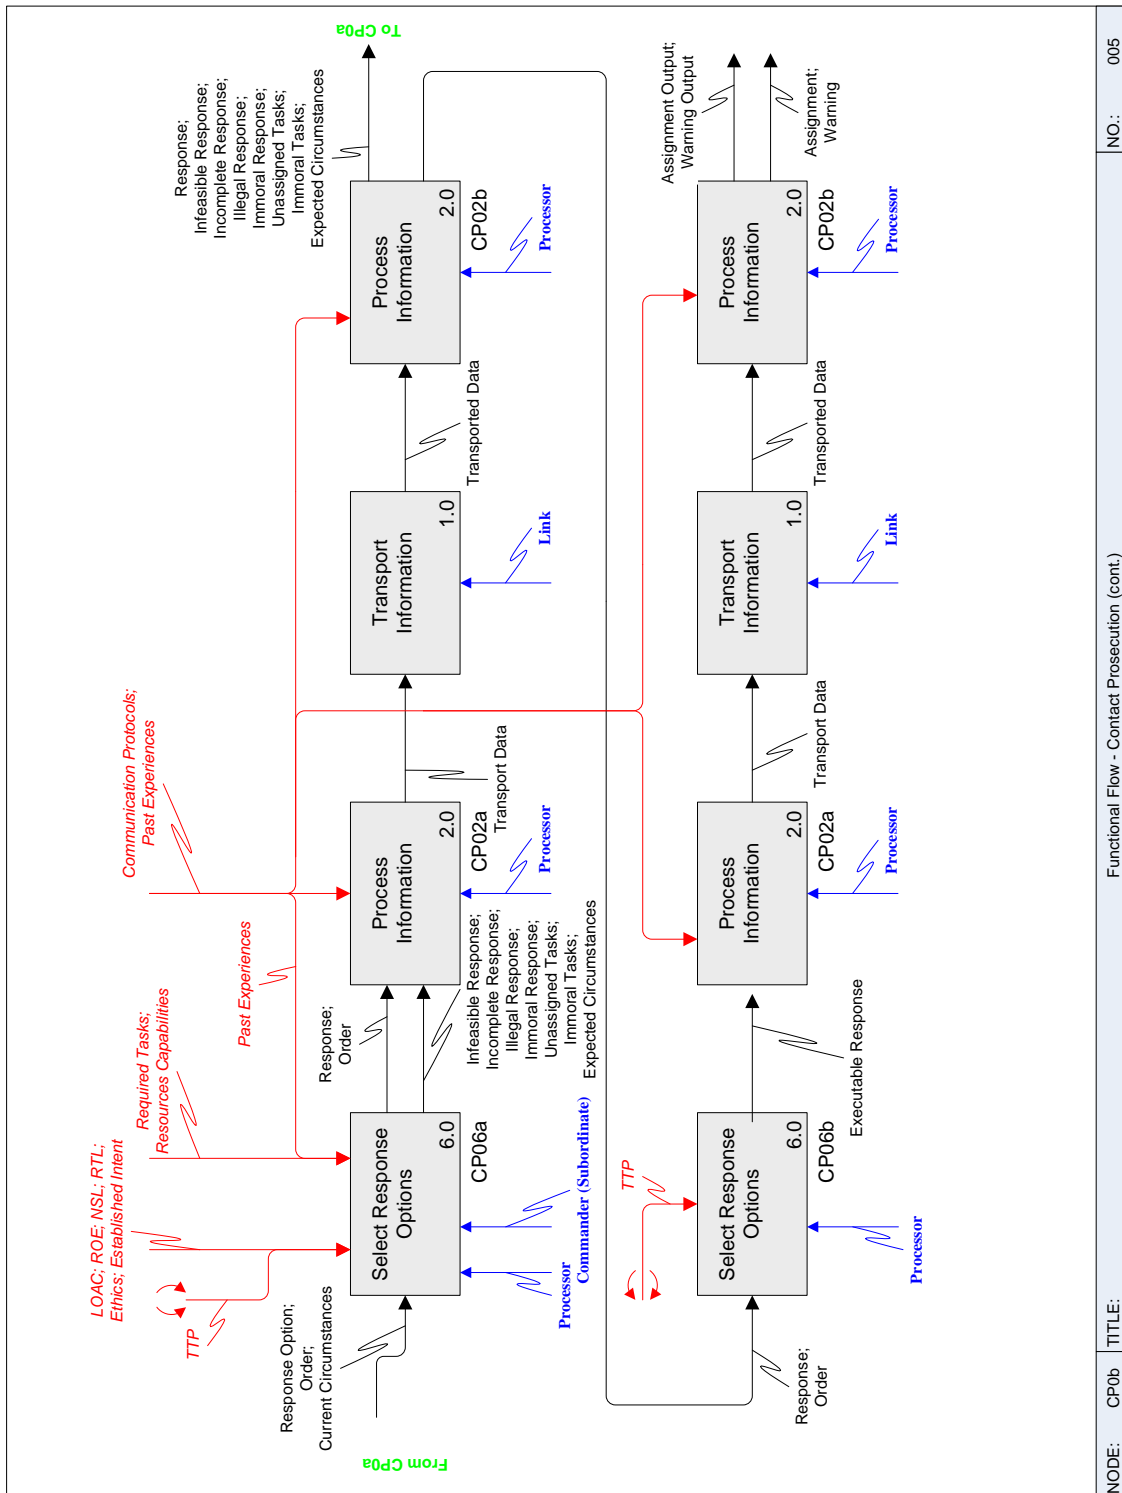 LOAC; ROE; NSL; RTL;
Ethics; Established Intent
TTP
Required Tasks;
Resources Capabilities
Past Experiences
Communication Protocols;
Past Experiences
From CP0a
Response Option;
Order;
Current Circumstances
Select Response
Options
6.0
CP06a
Processor
Commander (Subordinate)
Response;
Order
Infeasible Response;
Incomplete Response;
Illegal Response;
Immoral Response;
Unassigned Tasks;
Immoral Tasks;
Expected Circumstances
Process
Information
2.0
CP02a
Processor
Transport Data
Transport
Information
1.0
Link
Transported Data
Process
Information
2.0
CP02b
Processor
Response;
Infeasible Response;
Incomplete Response;
Illegal Response;
Immoral Response;
Unassigned Tasks;
Immoral Tasks;
Expected Circumstances
To CP0a
Response;
Order
TTP
Select Response
Options
6.0
CP06b
Processor
Executable Response
Process
Information
2.0
CP02a
Processor
Transport Data
Transport
Information
1.0
Link
Transported Data
Process
Information
2.0
CP02b
Processor
Assignment Output;
Warning Output
Assignment;
Warning
NODE: CP0b TITLE: Functional Flow - Contact Prosecution (cont.) NO.: 005